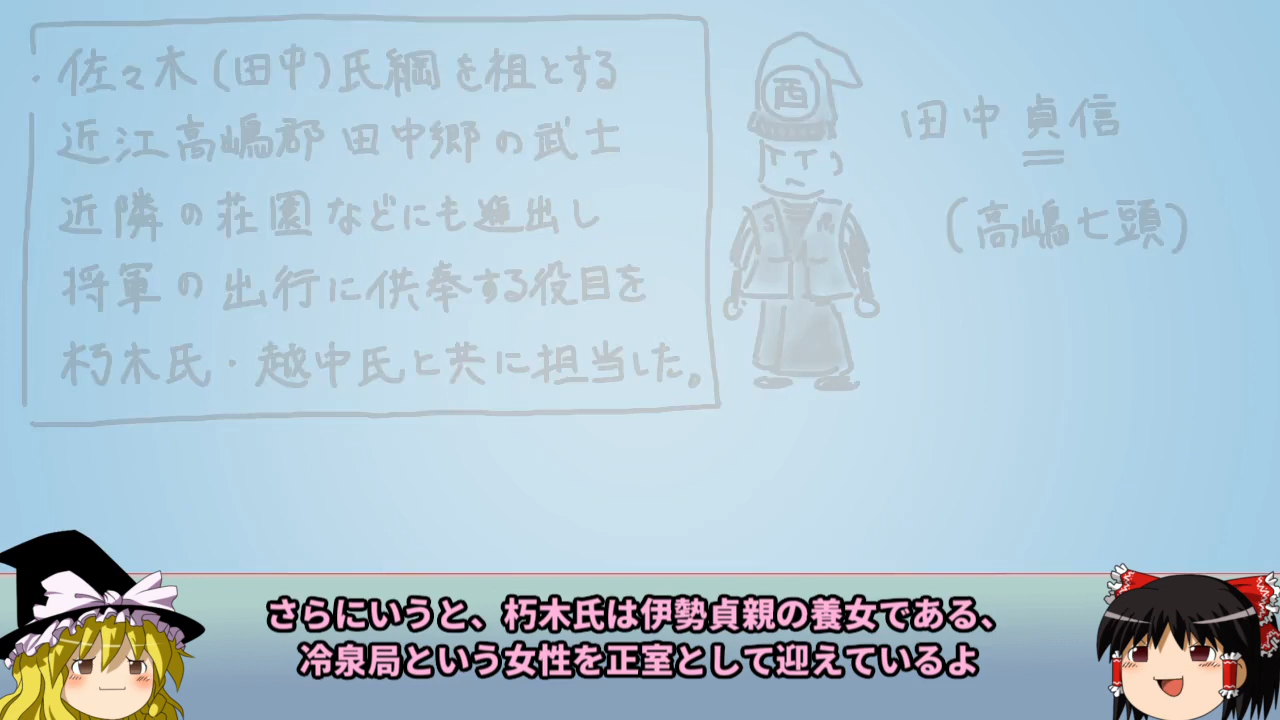 ・佐々木(田中)氏綱を祖とする
近江高嶋郡田中郷の武士
近隣の荘園などにも進出し
将軍の出行に供奉する役目を
朽木氏・越中氏と共に担当した。
西
田中貞信
(高嶋七頭)
さらにいうと、朽木氏は伊勢貞親の養女である、
冷泉局という女性を正室として迎えているよ